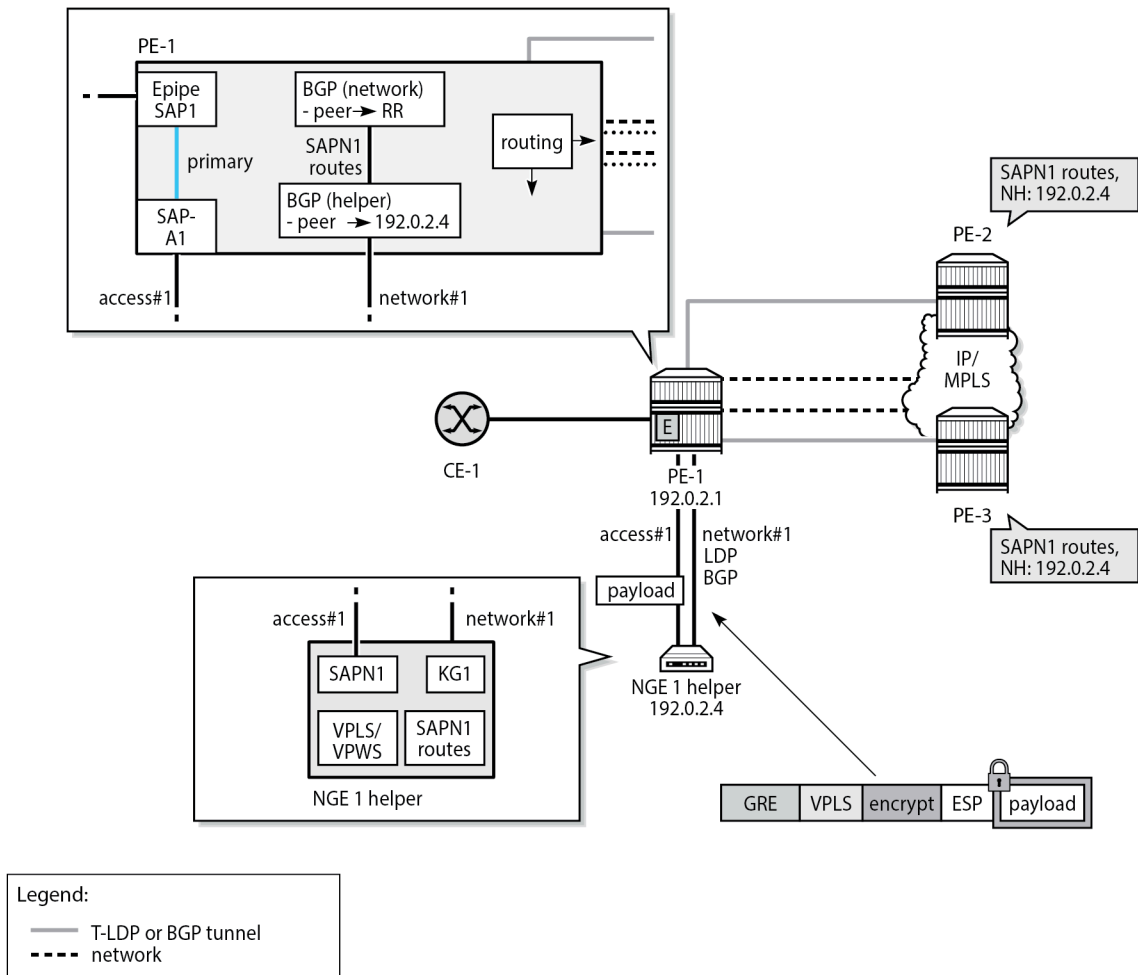 PE-1
Epipe
SAP1
primary
SAP-
A1
access#1
BGP (network)
- peer→ RR
SAPN1
routes
BGP (helper)
- peer → 192.0.2.4
network#1
routing
SAPN1 routes,
NH: 192.0.2.4
PE-2
IP/
MPLS
CE-1
E
PE-1
192.0.2.1
PE-3
SAPN1 routes,
NH: 192.0.2.4
access#1
network#1
LDP
BGP
payload
NGE 1 helper
192.0.2.4
access#1
network#1
SAPN1
KG1
VPLS/
VPWS
SAPN1
routes
NGE 1 helper
GRE VPLS encrypt ESP payload
Legend:
T-LDP or BGP tunnel
network